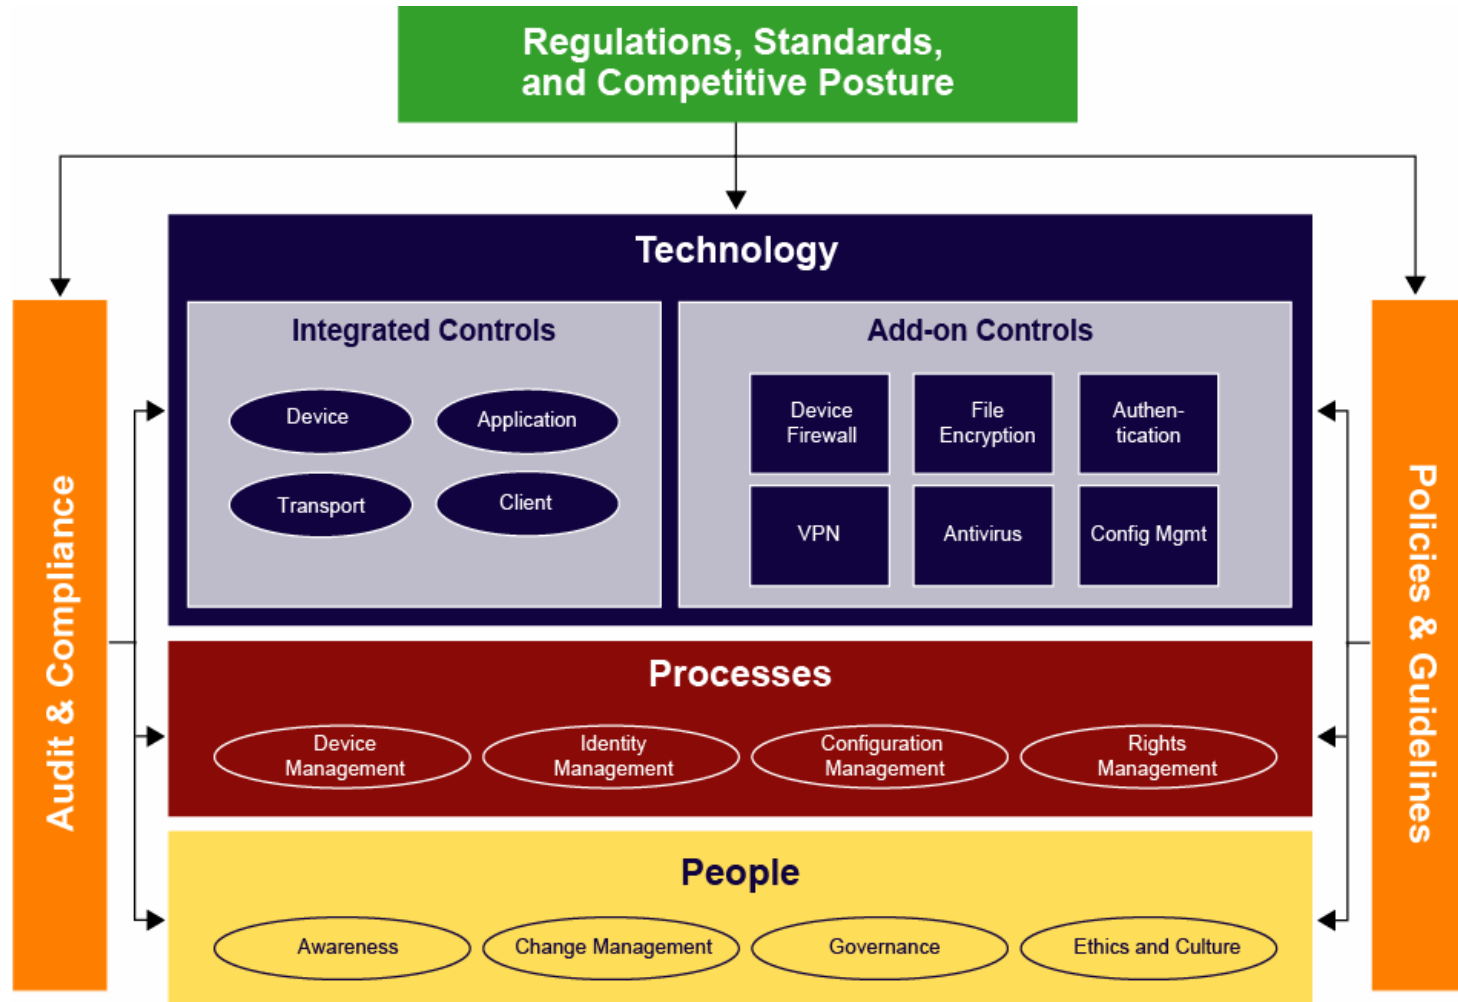 Regulations, Standards,
and Competitive Posture
Technology
Integrated Controls
Device
Application
Transport
Client
Add-on Controls
Device
Firewall
File
Encryption
Authen-
tication
VPN
Antivirus
Config Mgmt
Audit & Compliance
Policies & Guidelines
Processes
Device
Management
Identity
Management
Configuration
Management
Rights
Management
People
Awareness
Change Management
Governance
Ethics and Culture